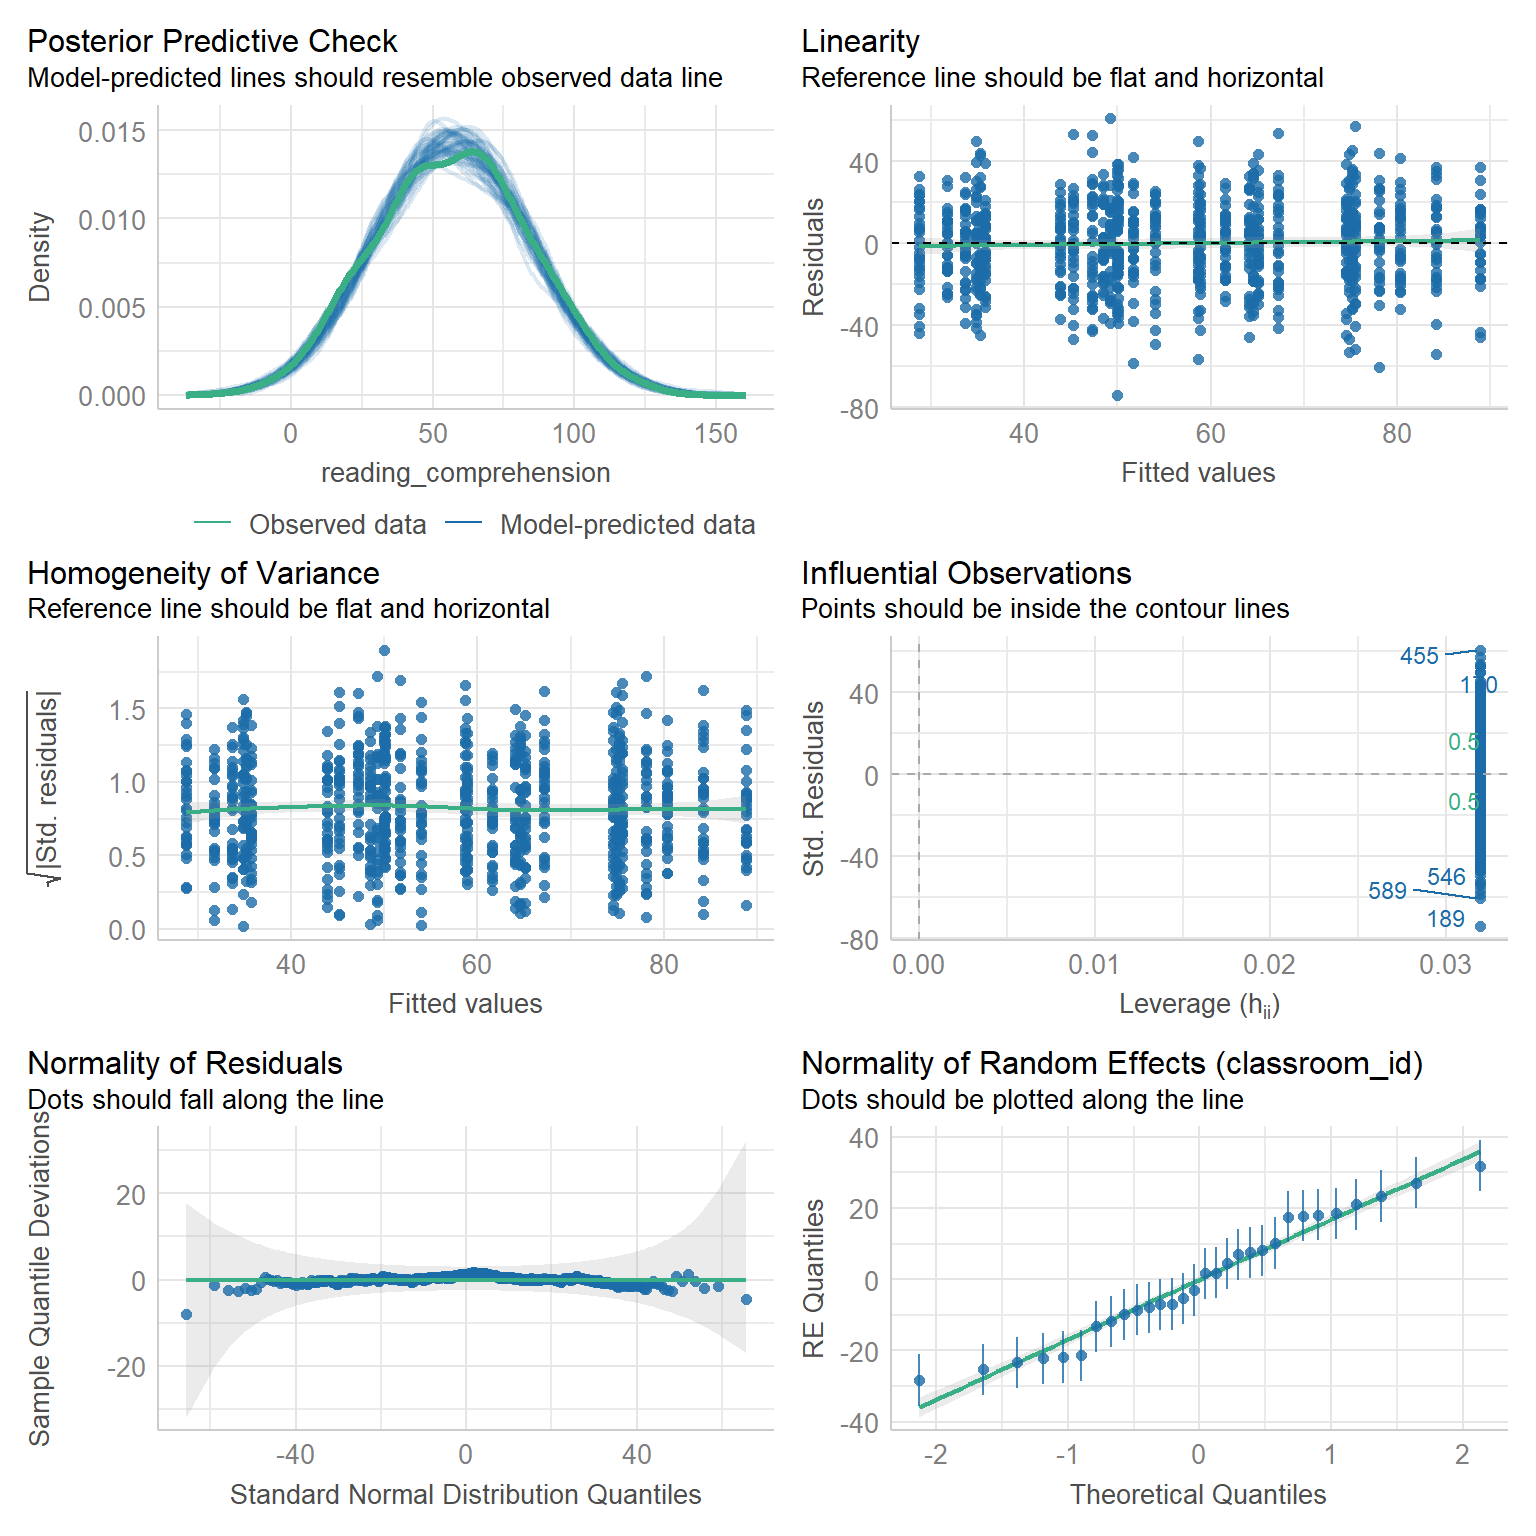 Posterior Predictive Check
Model-predicted lines should resemble observed data line
Density
0.015
0.010
0.005
0.000
0 50 100 150
reading_comprehension
Observed data Model-predicted data
Linearity
Reference line should be flat and horizontal
Residuals
40
0
-40
-80
40 60 80
Fitted values
Homogeneity of Variance
Reference line should be flat and horizontal
√|Std. residuals|
1.5
1.0
0.5
0.0
40 60 80
Fitted values
Influential Observations
Points should be inside the contour lines
Std. Residuals
40
0
-40
-80
455
170
0.5
0.5
546
589
189
0.00 0.01 0.02 0.03
Leverage (hii)
Normality of Residuals
Dots should fall along the line
Sample Quantile Deviations
20
0
-20
-40 0 40
Standard Normal Distribution Quantiles
Normality of Random Effects (classroom_id)
Dots should be plotted along the line
RE Quantiles
40
20
0
-20
-40
-2 -1 0 1 2
Theoretical Quantiles